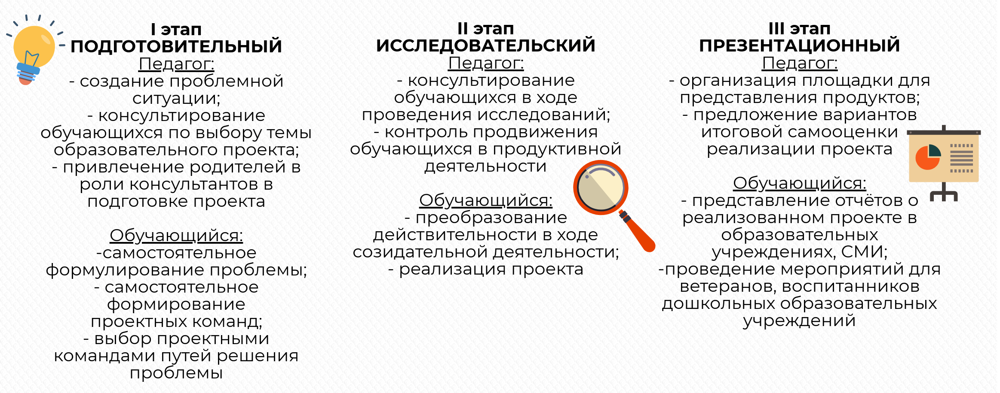 I этап
ПОДГОТОВИТЕЛЬНЫЙ
Педагог:
- создание проблемной
ситуации;
- консультирование
обучающихся по выбору темы
образовательного проекта;
- привлечение родителей в
роли консультантов в
подготовке проекта
Обучающийся:
-самостоятельное
формулирование проблемы;
- самостоятельное
формирование
проектных команд;
- выбор проектными
командами путей решения
проблемы
II этап
ИССЛЕДОВАТЕЛЬСКИЙ
Педагог:
- консультирование
обучающихся в ходе
проведения исследований;
- контроль продвижения
обучающихся в продуктивной
деятельности
Обучающийся:
- преобразование
действительности в ходе
созидательной деятельности;
- реализация проекта
III этап
ПРЕЗЕНТАЦИОННЫЙ
Педагог:
- организация площадки для
представления продуктов;
- предложение вариантов
итоговой самооценки
реализации проекта
Обучающийся:
- представление отчётов о
реализованном проекте в
образовательных
учреждениях, СМИ;
-проведение мероприятий для
ветеранов, воспитанников
дошкольных образовательных
учреждений